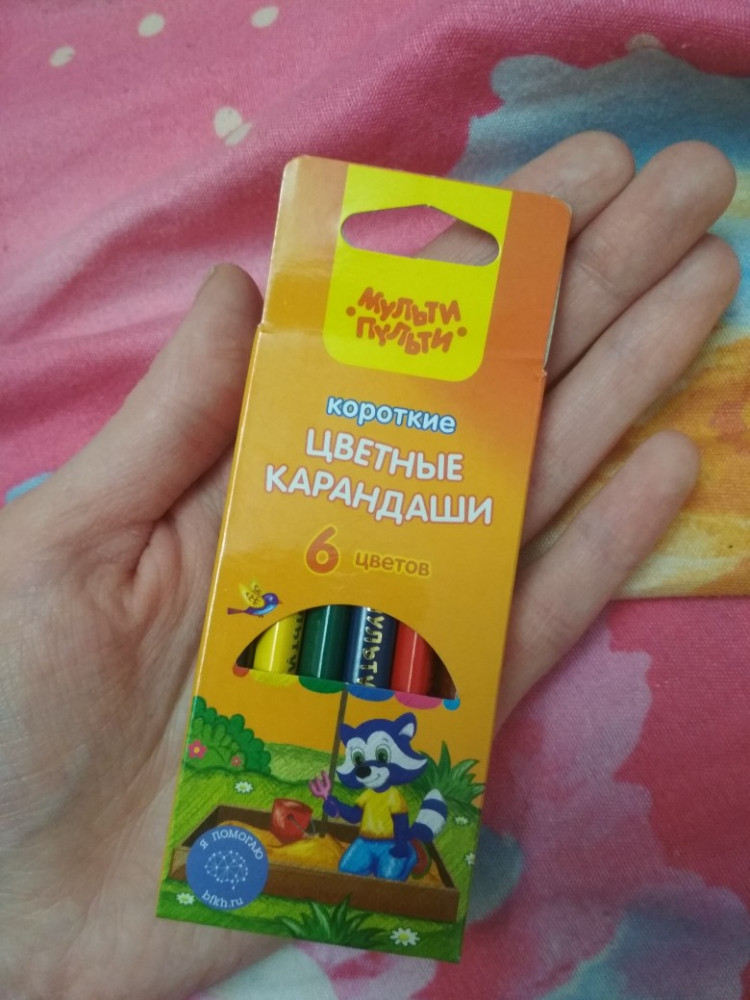 МУЛЬТИ
ПУЛЬТИ
короткие
ЦВЕТНЫЕ
КАРАНДАШИ
6 цветов
Я ПОМОГАЮ
bfkh.ru